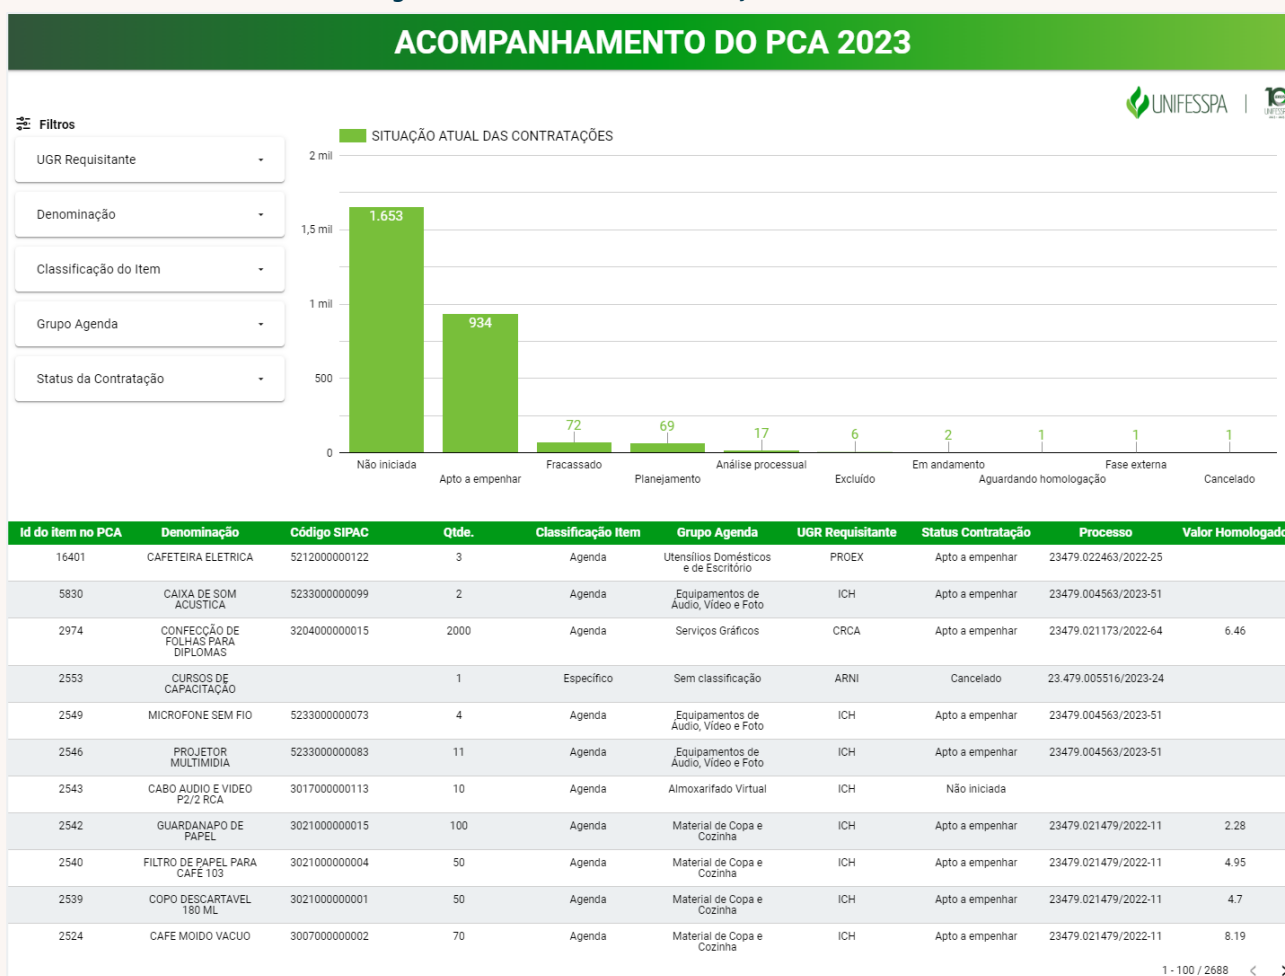 ACOMPANHAMENTO DO PCA 2023
UNIFESSPA
Filtros
UGR Requisitante
Denominação
Classificação do Item
Grupo Agenda
Status da Contratação
SITUAÇÃO ATUAL DAS CONTRATAÇÕES
2 mil
1,5 mil
1 mil
500
0
1.653
934
72
69
17
6
2
1
1
1
Não iniciada
Apto a empenhar
Fracassado
Planejamento
Análise processual
Excluído
Em andamento
Aguardando homologação
Fase externa
Cancelado
Id do item no PCA Denominação Código SIPAC Qtde. Classificação Item Grupo Agenda UGR Requisitante Status Contratação Processo Valor Homologado
16401 CAFETEIRA ELETRICA 5212000000122 3 Agenda Utensílios Domésticos e de Escritório PROEX Apto a empenhar 23479.022463/2022-25
5830 CAIXA DE SOM ACUSTICA 5233000000099 2 Agenda Equipamentos de Áudio, Vídeo e Foto ICH Apto a empenhar 23479.004563/2023-51
2974 CONFECÇÃO DE FOLHAS PARA DIPLOMAS 3204000000015 2000 Agenda Serviços Gráficos CRCA Apto a empenhar 23479.021173/2022-64 6.46
2553 CURSOS DE CAPACITAÇÃO 1 Específico Sem classificação ARNI Cancelado 23.479.005516/2023-24
2549 MICROFONE SEM FIO 5233000000073 4 Agenda Equipamentos de Áudio, Vídeo e Foto ICH Apto a empenhar 23479.004563/2023-51
2546 PROJETOR MULTIMIDIA 5233000000083 11 Agenda Equipamentos de Áudio, Vídeo e Foto ICH Apto a empenhar 23479.004563/2023-51
2543 CABO AUDIO E VIDEO P2/2 RCA 3017000000113 10 Agenda Almoxarifado Virtual ICH Não iniciada
2542 GUARDANAPO DE PAPEL 3021000000015 100 Agenda Material de Copa e Cozinha ICH Apto a empenhar 23479.021479/2022-11 2.28
2540 FILTRO DE PAPEL PARA CAFÉ 103 3021000000004 50 Agenda Material de Copa e Cozinha ICH Apto a empenhar 23479.021479/2022-11 4.95
2539 COPO DESCARTAVEL 180 ML 3021000000001 50 Agenda Material de Copa e Cozinha ICH Apto a empenhar 23479.021479/2022-11 4.7
2524 CAFE MOIDO VACUO 3007000000002 70 Agenda Material de Copa e Cozinha ICH Apto a empenhar 23479.021479/2022-11 8.19
1 - 100 / 2688